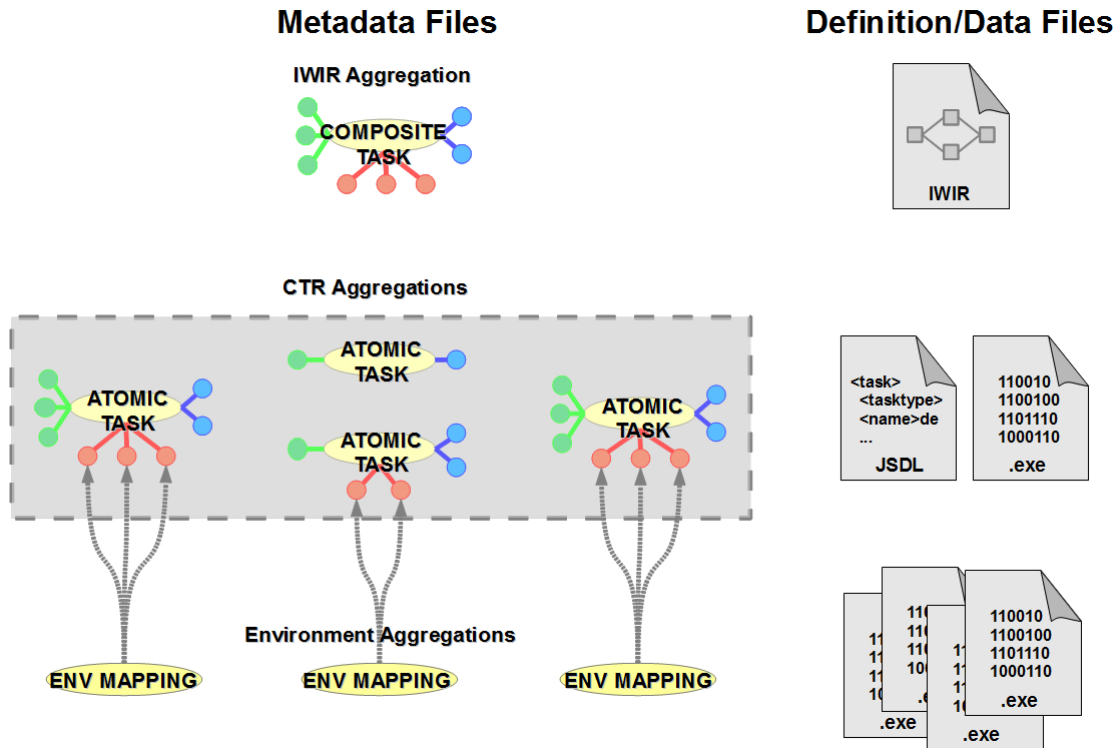 Metadata Files
Definition/Data Files
IWIR Aggregation
COMPOSITE
TASK
IWIR
CTR Aggregations
ATOMIC
TASK
ATOMIC
TASK
ATOMIC
TASK
ATOMIC
TASK
<task>
<tasktype>
<name>de
...
JSDL
110010
1100100
1101110
1000110
.exe
Environment Aggregations
ENV MAPPING
ENV MAPPING
ENV MAPPING
110010
1100100
1101110
1000110
.exe
.exe
.exe